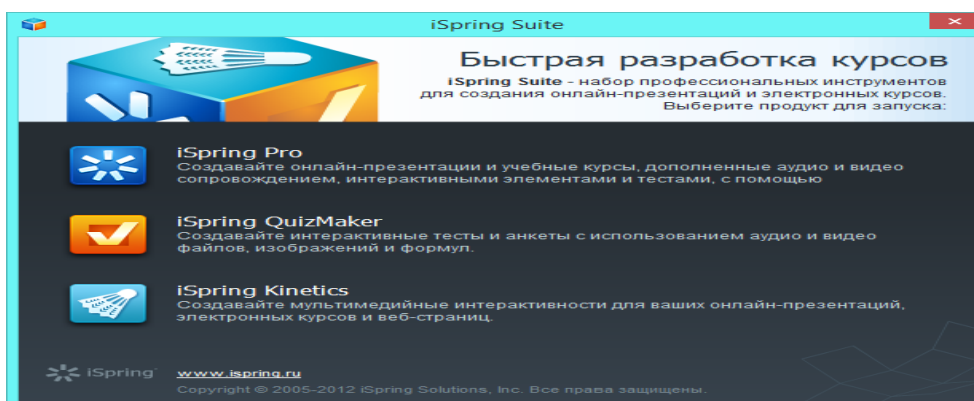 iSpring Suite
Быстрая разработка курсов
iSpring Suite - набор профессиональных инструментов
для создания онлайн-презентаций и электронных курсов.
Выберите продукт для запуска:
iSpring Pro
Создавайте онлайн-презентации и учебные курсы, дополненные аудио и видео
сопровождением, интерактивными элементами и тестами, с помощью
iSpring QuizMaker
Создавайте интерактивные тесты и анкеты с использованием аудио и видео
файлов, изображений и формул.
iSpring Kinetics
Создавайте мультимедийные интерактивности для ваших онлайн-презентаций,
электронных курсов и веб-страниц.
iSpring www.ispring.ru
Copyright © 2005-2012 iSpring Solutions, Inc. Все права защищены.